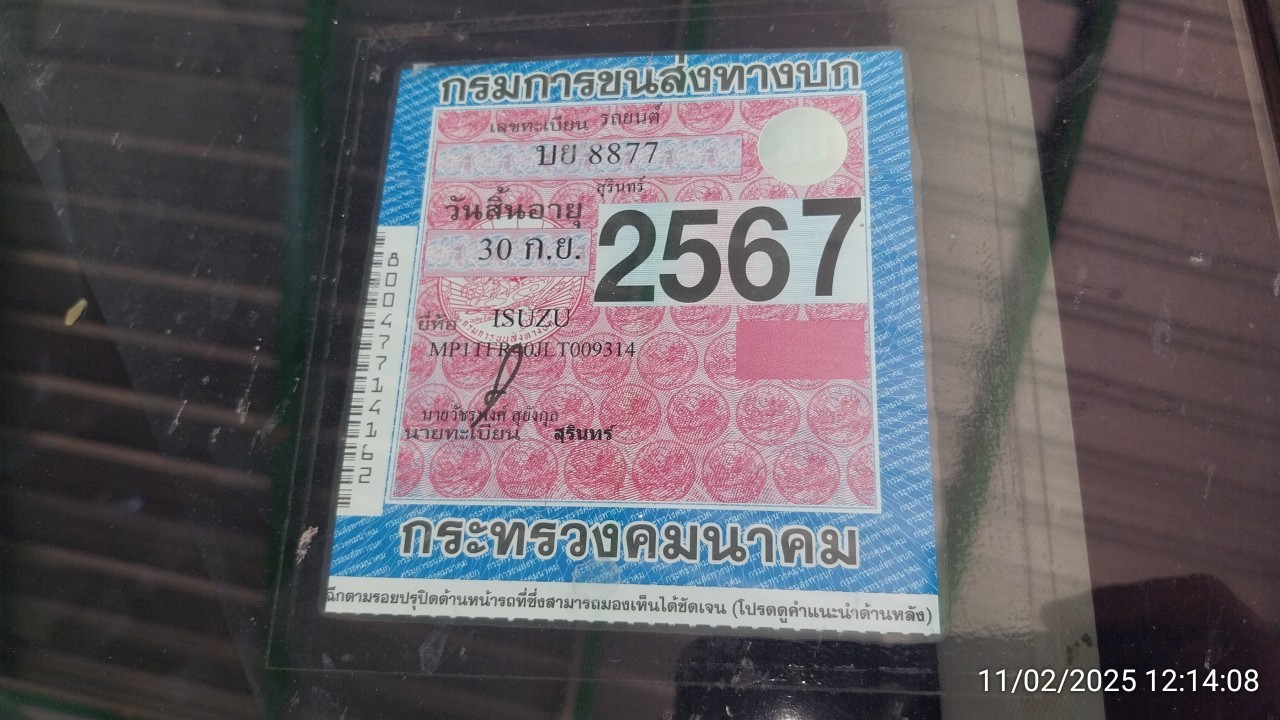 กรมการขนส่งทางบก
เลขทะเบียน รถยนต์
บย 8877
สุรินทร์
วันสิ้นอายุ
30 ก.ย.
2567
80047714162
ยี่ห้อ ISUZU
นายทะเบียน สุรินทร์
กระทรวงคมนาคม
ฉีกตามรอยปรุปิดด้านหน้ารถที่ซึ่งสามารถมองเห็นได้ชัดเจน (โปรดดูคำแนะนำด้านหลัง)
11/02/2025 12:14:08